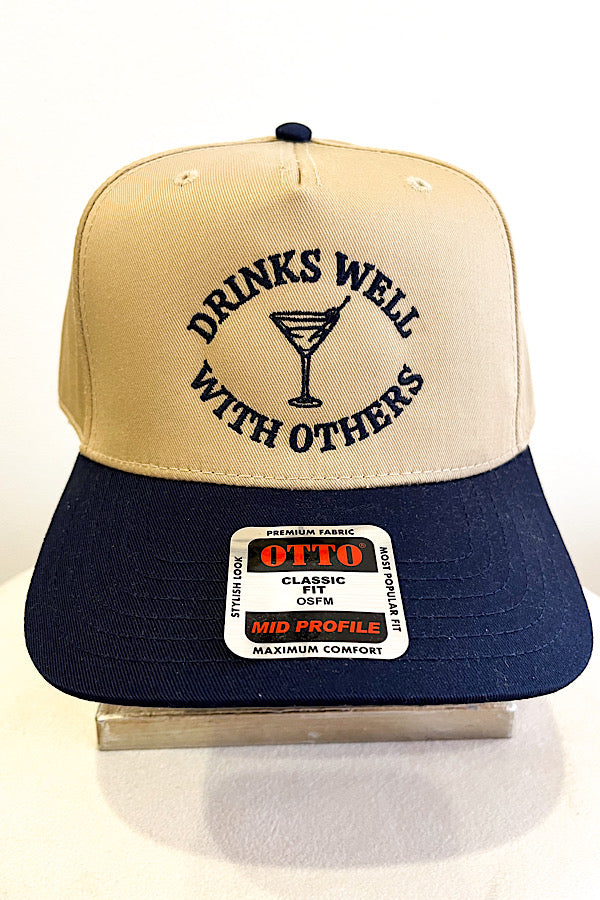 DRINKS WELL
WITH OTHERS
PREMIUM FABRIC
STYLISH LOOK
OTTO®
CLASSIC
FIT
OSFM
MID PROFILE
MOST POPULAR FIT
MAXIMUM COMFORT